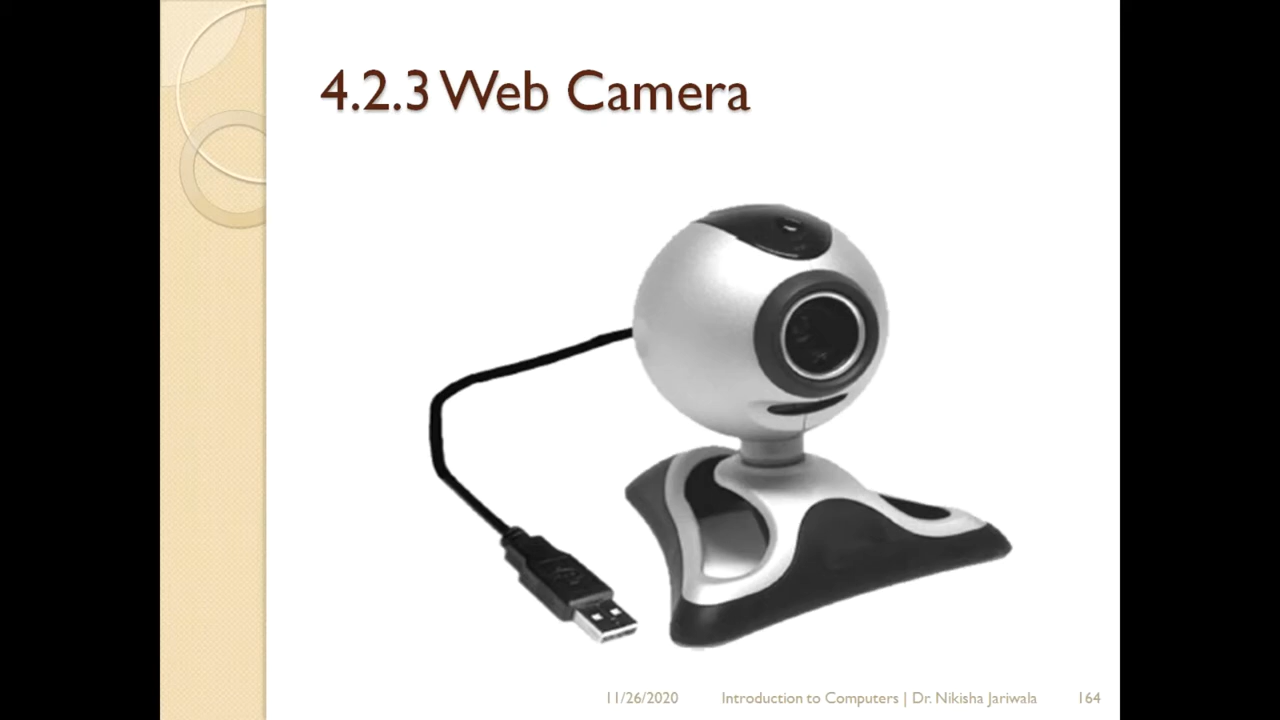 4.2.3 Web Camera
11/26/2020 Introduction to Computers | Dr. Nikisha Jariwala 164